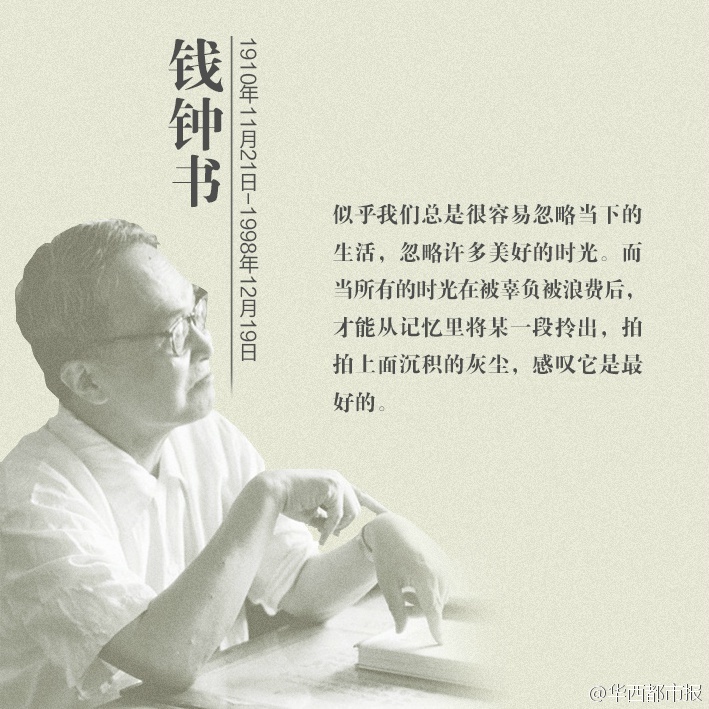 钱钟书
1910年11月21日-1998年12月19日
似乎我们总是很容易忽略当下的
生活，忽略许多美好的时光。而
当所有的时光在被辜负被浪费后，
才能从记忆里将某一段拎出，拍
拍上面沉积的灰尘，感叹它是最
好的。
@华西都市报